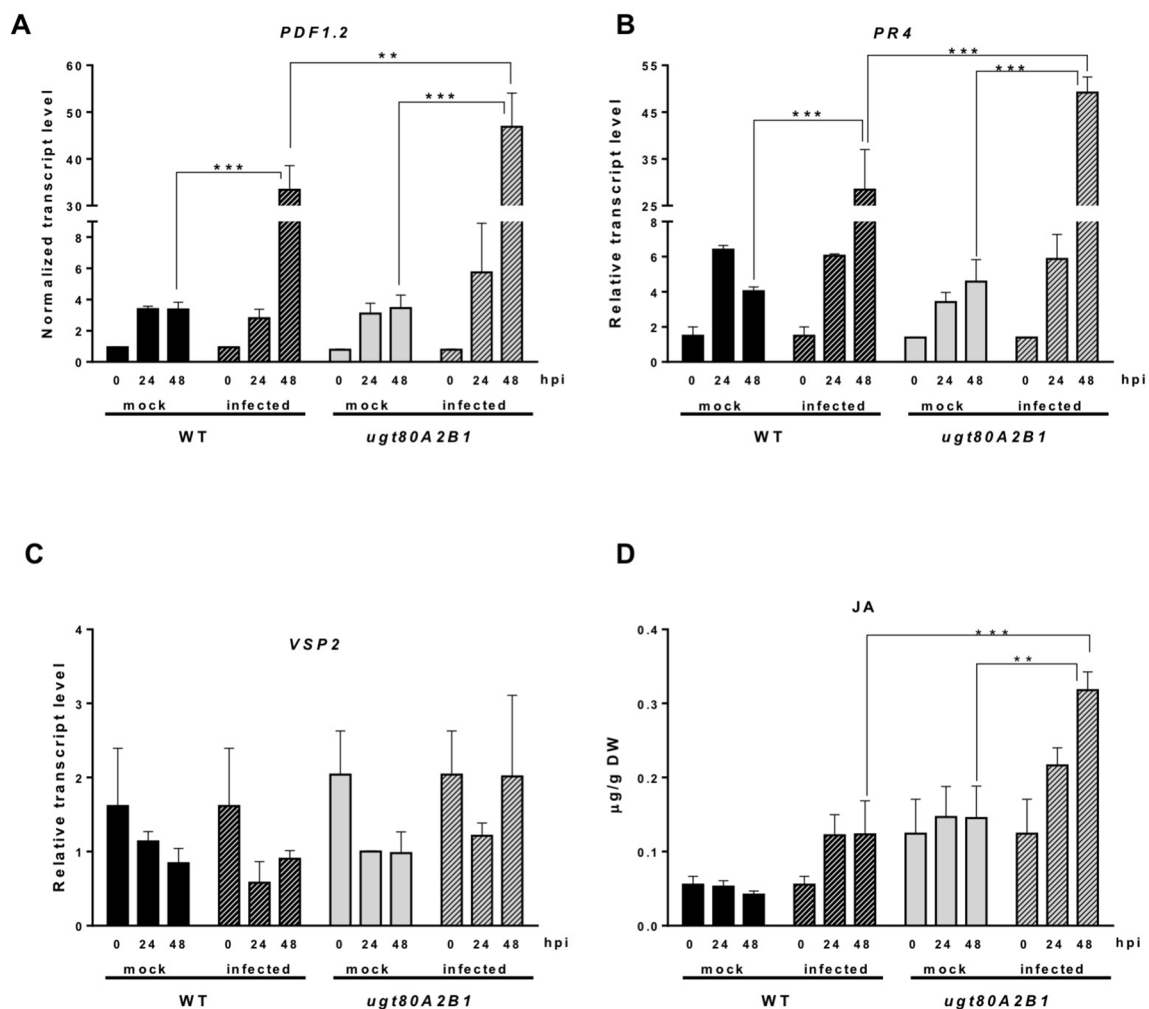 A
PDF1.2
Normalized transcript level
60
50
40
30
8
6
4
2
0
**
***
***
0 24 48 0 24 48 0 24 48 0 24 48 hpi
mock infected mock infected
WT ugt80A2B1
B
PR4
Relative transcript level
55
45
35
25
8
6
4
2
0
***
***
***
0 24 48 0 24 48 0 24 48 0 24 48 hpi
mock infected mock infected
WT ugt80A2B1
C
VSP2
Relative transcript level
4
3
2
1
0
0 24 48 0 24 48 0 24 48 0 24 48 hpi
mock infected mock infected
WT ugt80A2B1
D
JA
µg/g DW
0.4
0.3
0.2
0.1
0.0
***
**
0 24 48 0 24 48 0 24 48 0 24 48 hpi
mock infected mock infected
WT ugt80A2B1